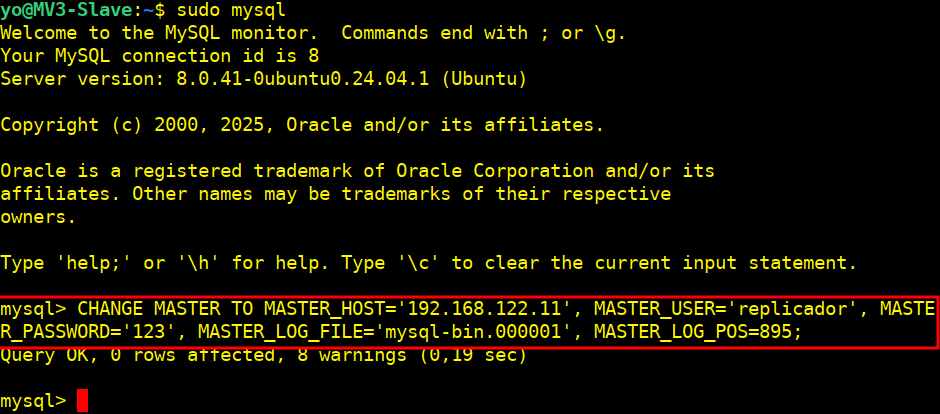 yo@MV3-Slave:~$ sudo mysql
Welcome to the MySQL monitor.  Commands end with ; or \g.
Your MySQL connection id is 8
Server version: 8.0.41-0ubuntu0.24.04.1 (Ubuntu)
Copyright (c) 2000, 2025, Oracle and/or its affiliates.
Oracle is a registered trademark of Oracle Corporation and/or its
affiliates. Other names may be trademarks of their respective
owners.
Type 'help;' or '\h' for help. Type '\c' to clear the current input statement.
mysql> CHANGE MASTER TO MASTER_HOST='192.168.122.11', MASTER_USER='replicador', MASTE
R_PASSWORD='123', MASTER_LOG_FILE='mysql-bin.000001', MASTER_LOG_POS=895;
Query OK, 0 rows affected, 8 warnings (0,19 sec)
mysql>